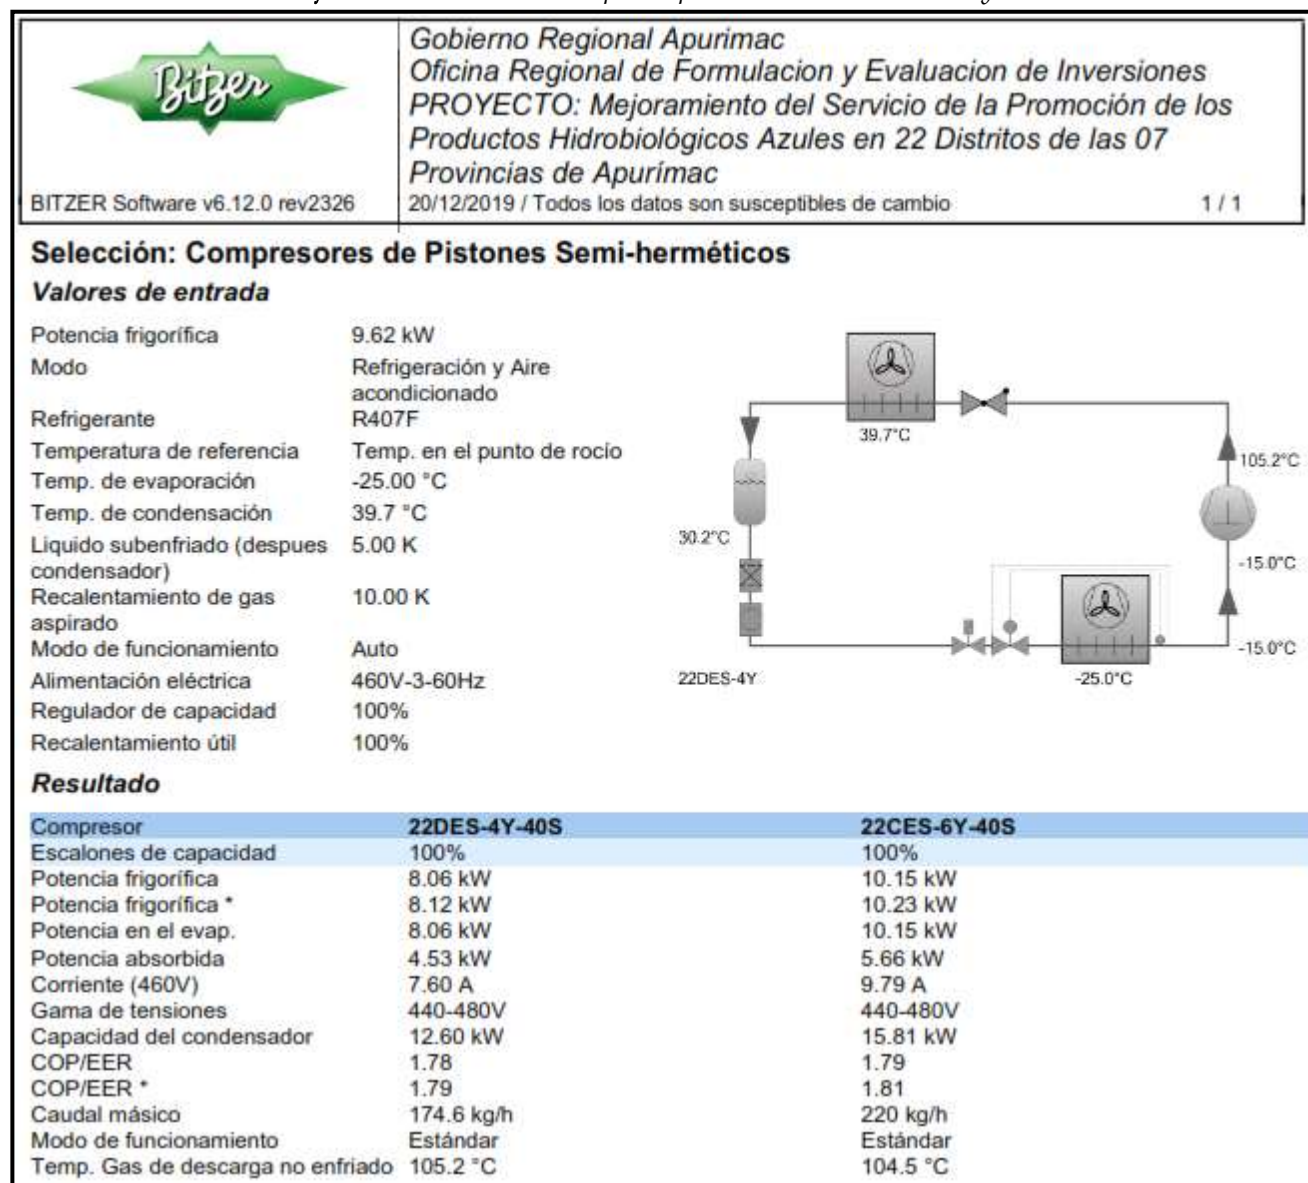 Bitzer
BITZER Software v6.12.0 rev2326
Gobierno Regional Apurimac
Oficina Regional de Formulacion y Evaluacion de Inversiones
PROYECTO: Mejoramiento del Servicio de la Promoción de los
Productos Hidrobiológicos Azules en 22 Distritos de las 07
Provincias de Apurímac
20/12/2019 / Todos los datos son susceptibles de cambio 1 / 1
Selección: Compresores de Pistones Semi-herméticos
Valores de entrada
Potencia frigorífica 9.62 kW
Modo Refrigeración y Aire
acondicionado
Refrigerante R407F
Temperatura de referencia Temp. en el punto de rocío
Temp. de evaporación -25.00 °C
Temp. de condensación 39.7 °C
Liquido subenfriado (despues 5.00 K
condensador)
Recalentamiento de gas 10.00 K
aspirado
Modo de funcionamiento Auto
Alimentación eléctrica 460V-3-60Hz
Regulador de capacidad 100%
Recalentamiento útil 100%
39.7°C
105.2°C
30.2°C
-15.0°C
-15.0°C
22DES-4Y
-25.0°C
Resultado
Compresor 22DES-4Y-40S 22CES-6Y-40S
Escalones de capacidad 100% 100%
Potencia frigorífica 8.06 kW 10.15 kW
Potencia frigorífica * 8.12 kW 10.23 kW
Potencia en el evap. 8.06 kW 10.15 kW
Potencia absorbida 4.53 kW 5.66 kW
Corriente (460V) 7.60 A 9.79 A
Gama de tensiones 440-480V 440-480V
Capacidad del condensador 12.60 kW 15.81 kW
COP/EER 1.78 1.79
COP/EER * 1.79 1.81
Caudal másico 174.6 kg/h 220 kg/h
Modo de funcionamiento Estándar Estándar
Temp. Gas de descarga no enfriado 105.2 °C 104.5 °C